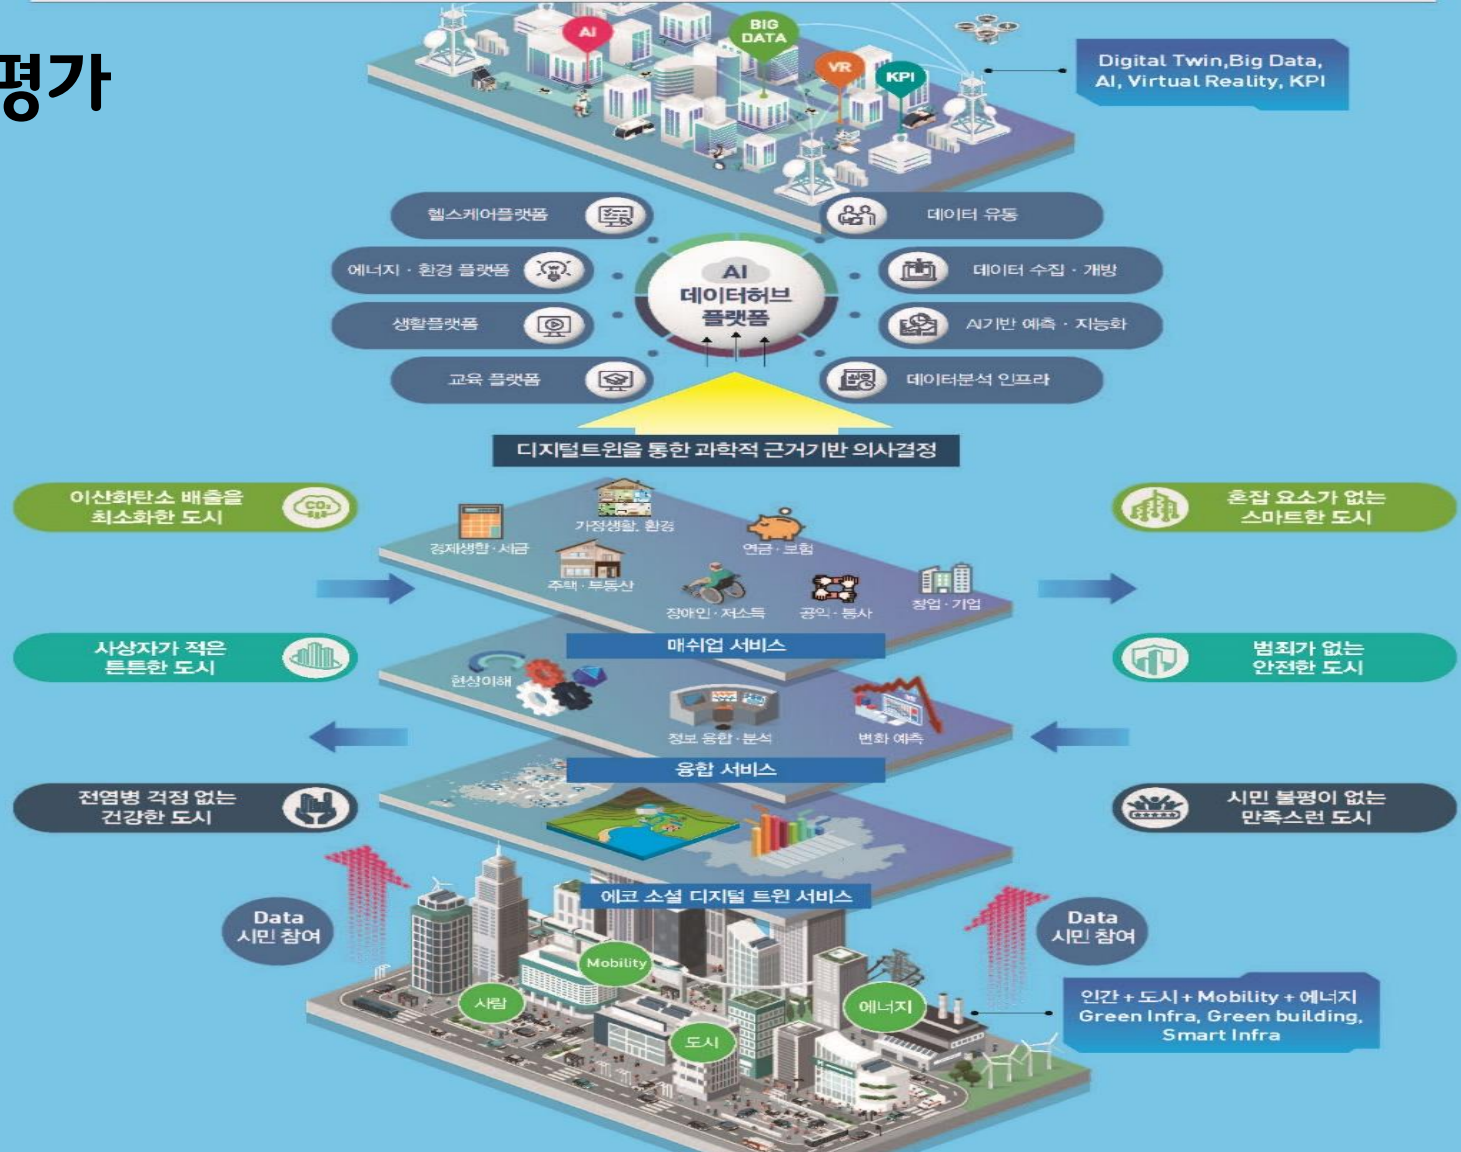 평가
AI
BIG
DATA
VR
KPI
Digital Twin,Big Data,
AI, Virtual Reality, KPI
헬스케어플랫폼
에너지 · 환경 플랫폼
생활플랫폼
교육 플랫폼
AI
데이터허브
플랫폼
데이터 유통
데이터 수집 · 개방
AI기반 예측 · 지능화
데이터분석 인프라
디지털트윈을 통한 과학적 근거기반 의사결정
이산화탄소 배출을
최소화한 도시
CO₂
사상자가 적은
튼튼한 도시
전염병 걱정 없는
건강한 도시
혼잡 요소가 없는
스마트한 도시
범죄가 없는
안전한 도시
시민 불평이 없는
만족스런 도시
가정생활, 환경
경제생활 · 세금
연금 · 보험
주택 · 부동산
장애인 · 저소득
공익 · 봉사
창업 · 기업
매쉬업 서비스
현상이해
정보 융합 · 분석
변화 예측
융합 서비스
에코 소셜 디지털 트윈 서비스
Data
시민 참여
Data
시민 참여
Mobility
사람
에너지
도시
인간 + 도시 + Mobility + 에너지
Green Infra, Green building,
Smart Infra